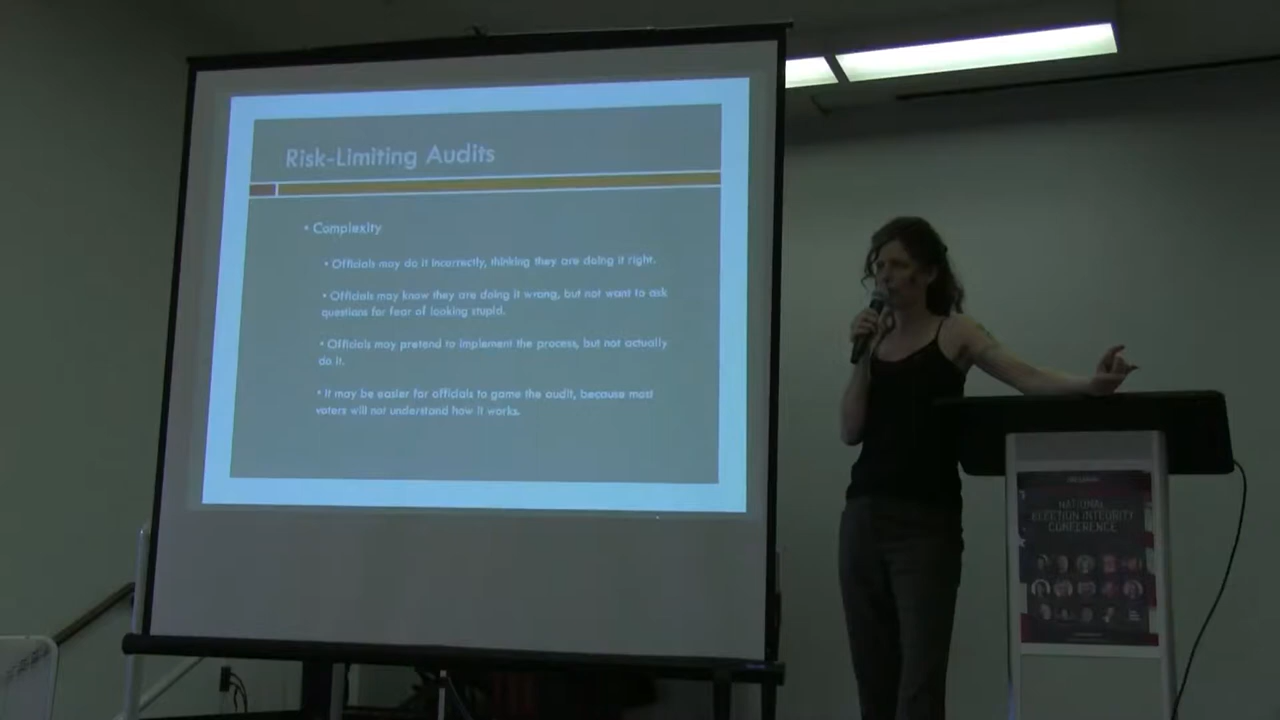 Risk-Limiting Audits
• Complexity
• Officials may do it incorrectly, thinking they are doing it right.
• Officials may know they are doing it wrong, but not want to ask
questions for fear of looking stupid.
• Officials may pretend to implement the process, but not actually
do it.
• It may be easier for officials to game the audit, because most
voters will not understand how it works.
NATIONAL
ELECTION INTEGRITY
CONFERENCE